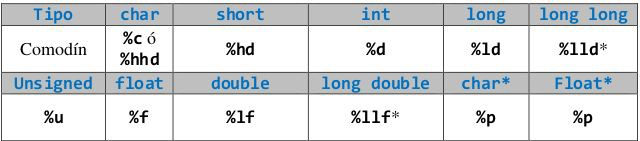 Tipo char short int long long long
Comodín %c ó %hhd %hd %d %ld %lld*
Unsigned float double long double char* Float*
%u %f %lf %llf* %p %p